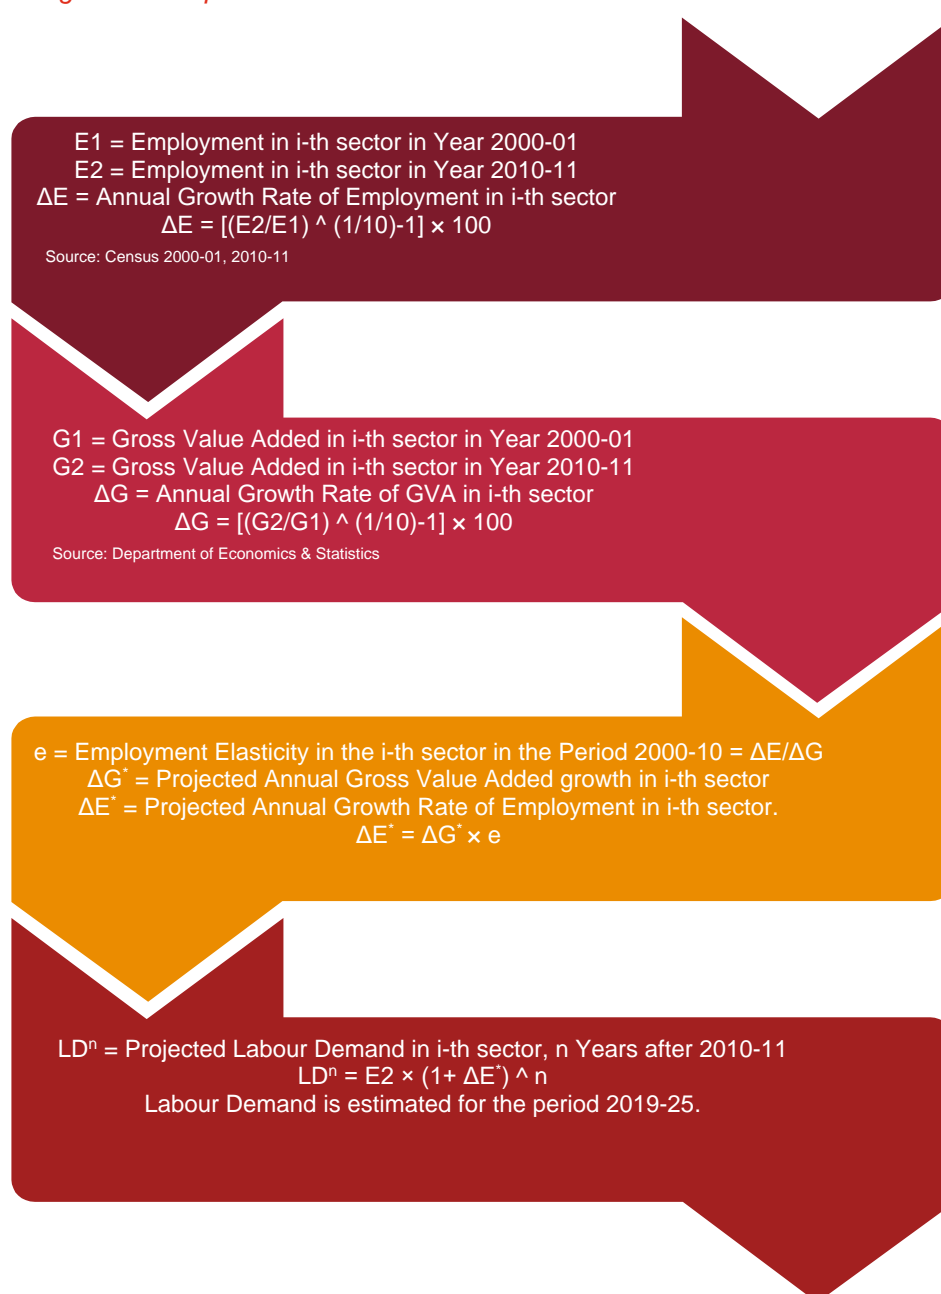 E1 = Employment in i-th sector in Year 2000-01
E2 = Employment in i-th sector in Year 2010-11
ΔE = Annual Growth Rate of Employment in i-th sector
ΔE = [(E2/E1) ^ (1/10)-1] × 100
Source: Census 2000-01, 2010-11
G1 = Gross Value Added in i-th sector in Year 2000-01
G2 = Gross Value Added in i-th sector in Year 2010-11
ΔG = Annual Growth Rate of GVA in i-th sector
ΔG = [(G2/G1) ^ (1/10)-1] × 100
Source: Department of Economics & Statistics
e = Employment Elasticity in the i-th sector in the Period 2000-10 = ΔE/ΔG
ΔG* = Projected Annual Gross Value Added growth in i-th sector
ΔE* = Projected Annual Growth Rate of Employment in i-th sector.
ΔE* = ΔG* × e
LDⁿ = Projected Labour Demand in i-th sector, n Years after 2010-11
LDⁿ = E2 × (1+ ΔE*) ^ n
Labour Demand is estimated for the period 2019-25.